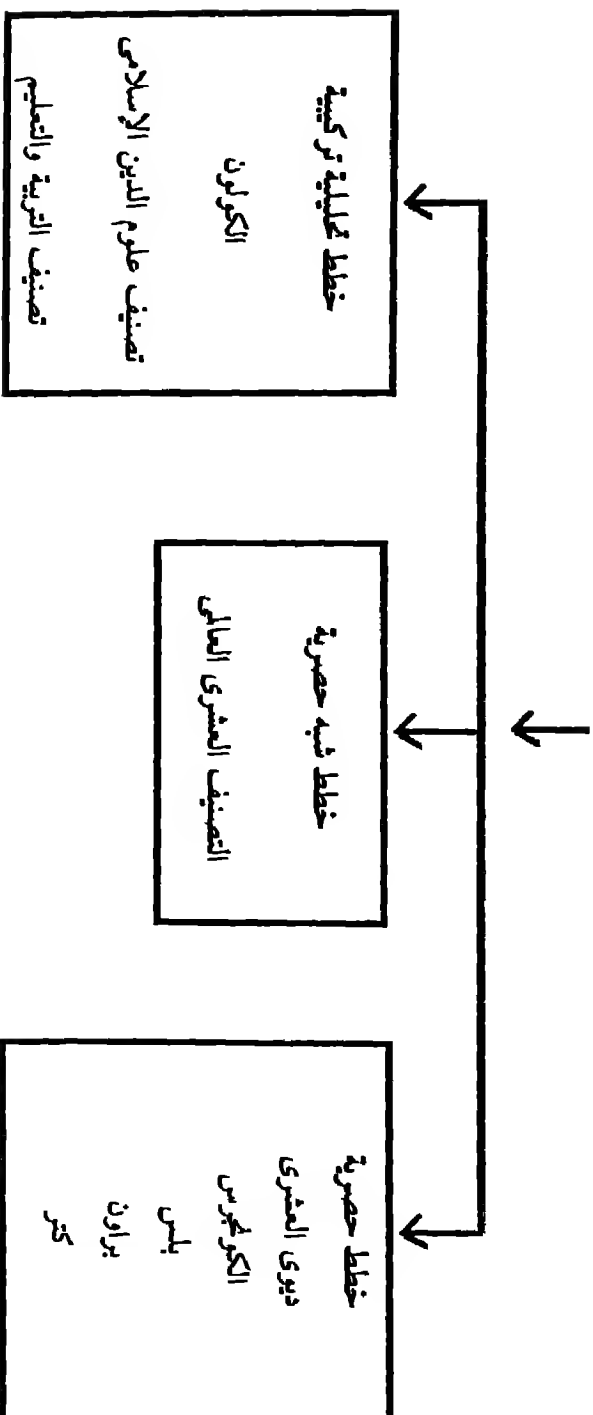 خطط حصرية
ديوى العشرى
الكونجرس
بلس
براون
كتر
خطط شبه حصرية
التصنيف العشرى العالمى
خطط تحليلية تركيبية
الكولون
تصنيف علوم الدين الإسلامى
تصنيف التربية والتعليم